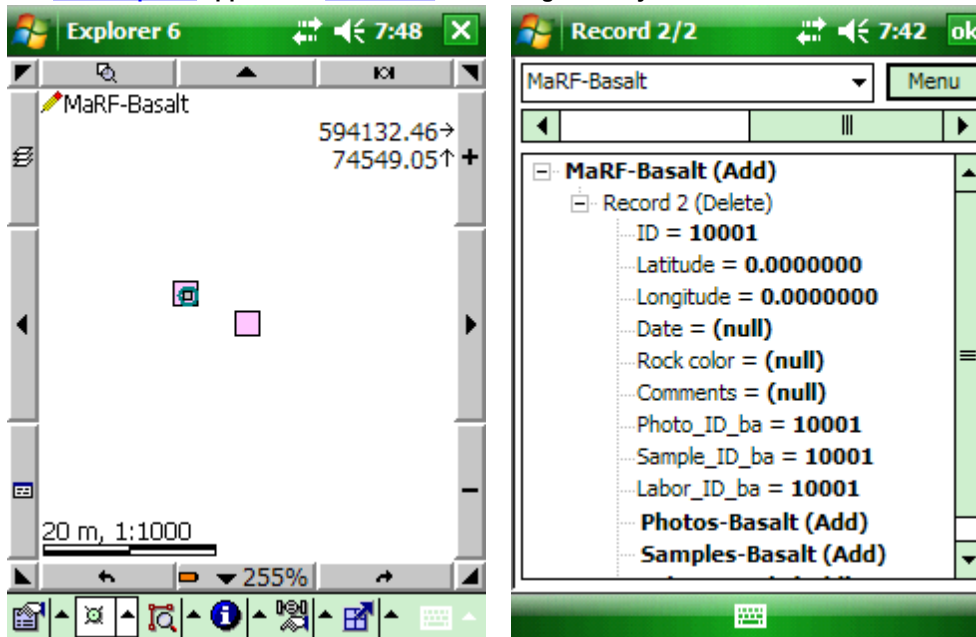 Explorer 6
7:48
MaRF-Basalt
594132.46→
74549.05↑
+
−
20 m, 1:1000
255%
Record 2/2
7:42
ok
MaRF-Basalt
Menu
MaRF-Basalt (Add)
Record 2 (Delete)
ID = 10001
Latitude = 0.0000000
Longitude = 0.0000000
Date = (null)
Rock color = (null)
Comments = (null)
Photo_ID_ba = 10001
Sample_ID_ba = 10001
Labor_ID_ba = 10001
Photos-Basalt (Add)
Samples-Basalt (Add)